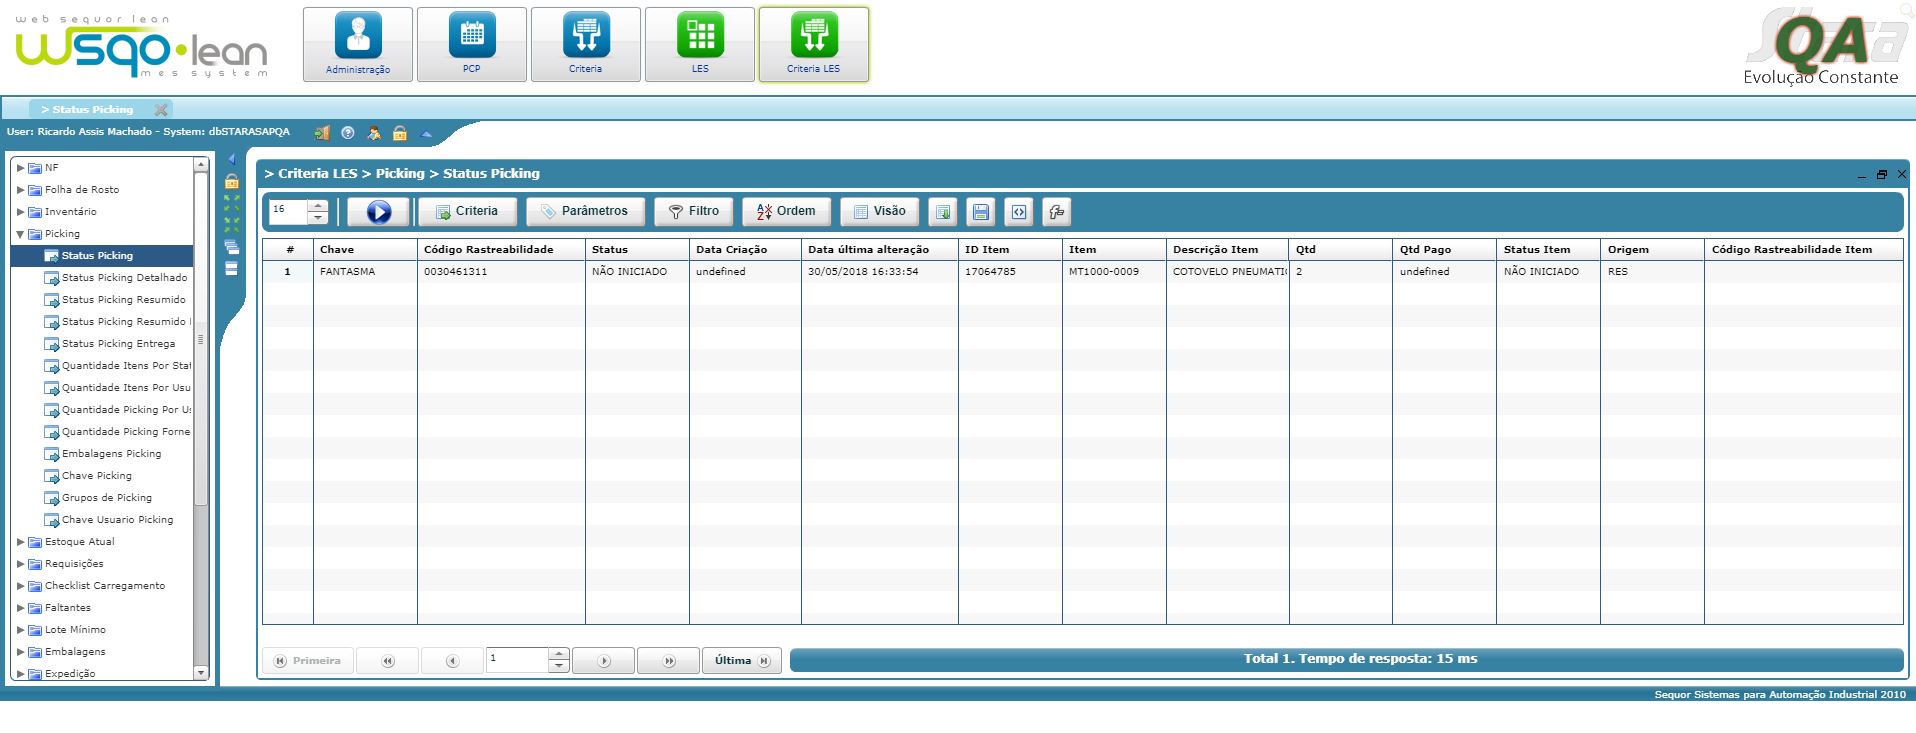 web sequor lean
wsqo·lean
mes system
Administração
PCP
Criteria
LES
Criteria LES
QA
Evolução Constante
> Status Picking
User: Ricardo Assis Machado - System: dbSTARASAPQA
NF
Folha de Rosto
Inventário
Picking
Status Picking
Status Picking Detalhado
Status Picking Resumido
Status Picking Resumido
Status Picking Entrega
Quantidade Itens Por Stat
Quantidade Itens Por Usu
Quantidade Picking Por Us
Quantidade Picking Forne
Embalagens Picking
Chave Picking
Grupos de Picking
Chave Usuario Picking
Estoque Atual
Requisições
Checklist Carregamento
Faltantes
Lote Mínimo
Embalagens
Expedição
> Criteria LES > Picking > Status Picking
16 Criteria Parâmetros Filtro Ordem Visão
# Chave Código Rastreabilidade Status Data Criação Data última alteração ID Item Item Descrição Item Qtd Qtd Pago Status Item Origem Código Rastreabilidade Item
1 FANTASMA 0030461311 NÃO INICIADO undefined 30/05/2018 16:33:54 17064785 MT1000-0009 COTOVELO PNEUMATIC 2 undefined NÃO INICIADO RES
Primeira 1 Última Total 1. Tempo de resposta: 15 ms
Sequor Sistemas para Automação Industrial 2010